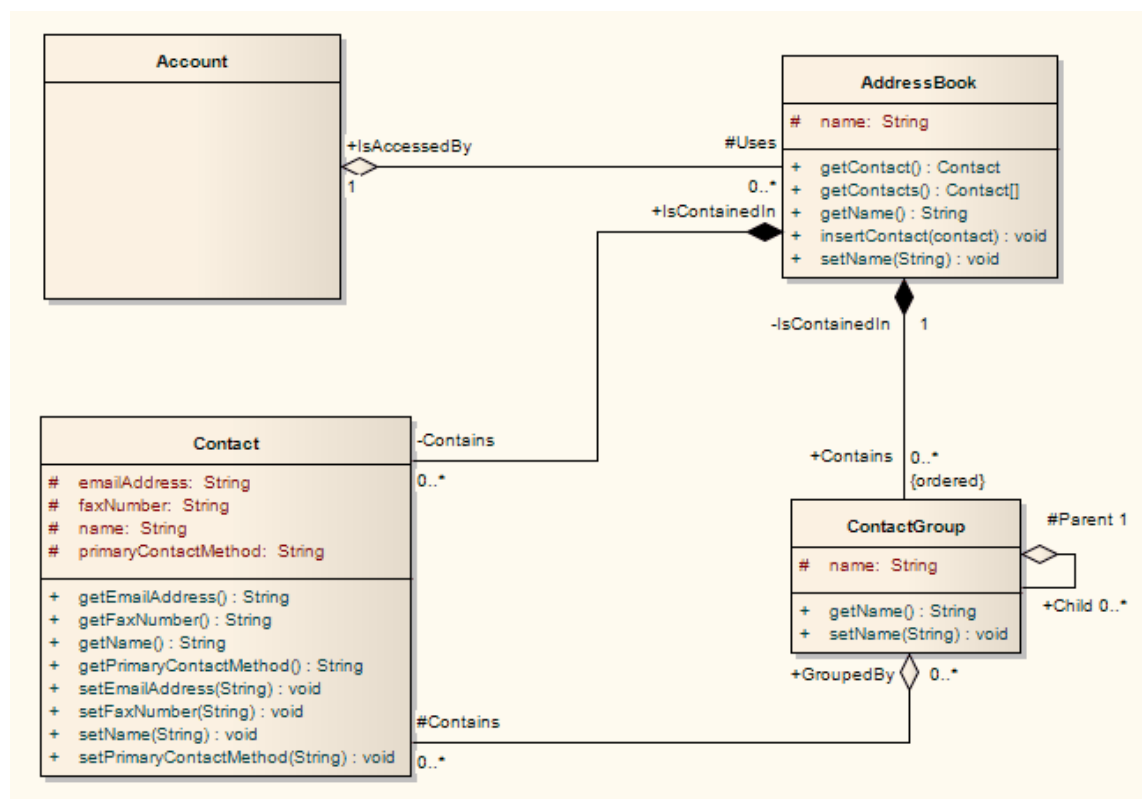 Account
AddressBook
# name: String
+ getContact() : Contact
+ getContacts() : Contact[]
+ getName() : String
+ insertContact(contact) : void
+ setName(String) : void
+IsAccessedBy
1
#Uses
0..*
+IsContainedIn
-IsContainedIn 1
Contact
# emailAddress: String
# faxNumber: String
# name: String
# primaryContactMethod: String
+ getEmailAddress() : String
+ getFaxNumber() : String
+ getName() : String
+ getPrimaryContactMethod() : String
+ setEmailAddress(String) : void
+ setFaxNumber(String) : void
+ setName(String) : void
+ setPrimaryContactMethod(String) : void
-Contains
0..*
+Contains 0..*
{ordered}
ContactGroup
# name: String
+ getName() : String
+ setName(String) : void
#Parent 1
+Child 0..*
+GroupedBy 0..*
#Contains
0..*